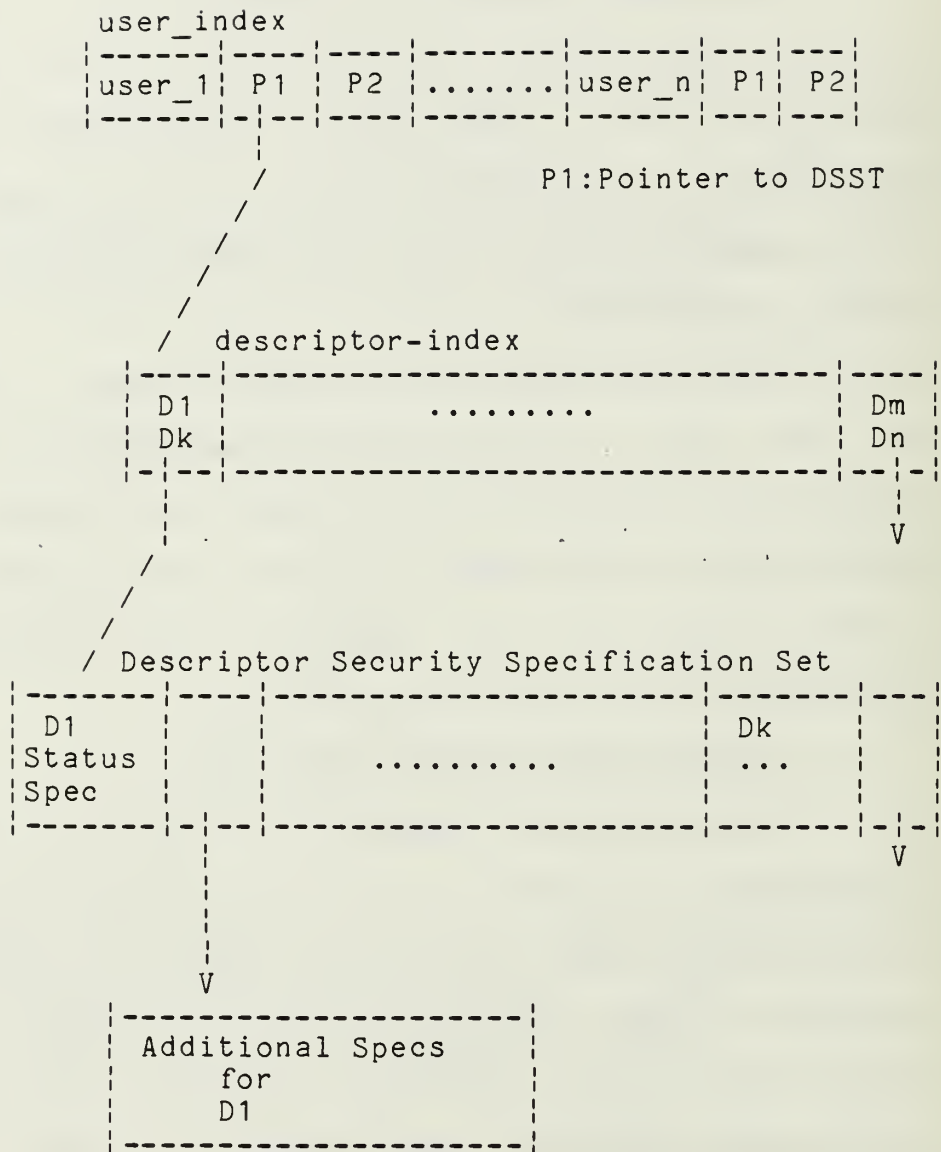 user_index
user_1 P1 P2 ....... user_n P1 P2
P1:Pointer to DSST
descriptor-index
D1 ......... Dm
Dk Dn
V
Descriptor Security Specification Set
D1 Dk
Status .......... ...
Spec
V
V
Additional Specs
for
D1